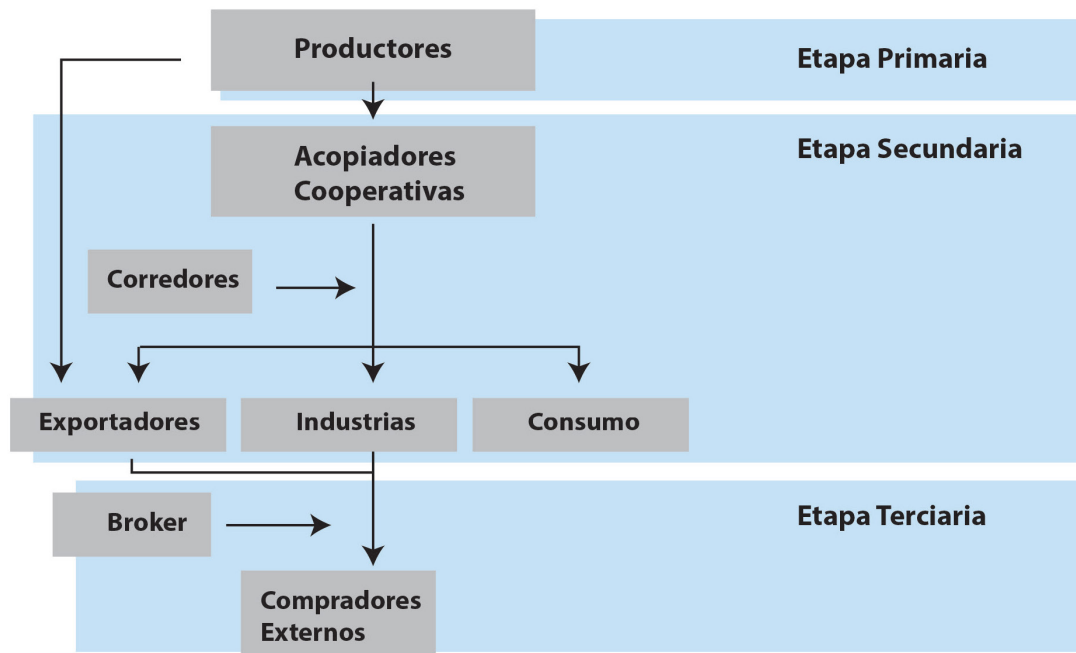 Productores
Etapa Primaria
Acopiadores
Cooperativas
Etapa Secundaria
Corredores
Exportadores
Industrias
Consumo
Broker
Etapa Terciaria
Compradores
Externos